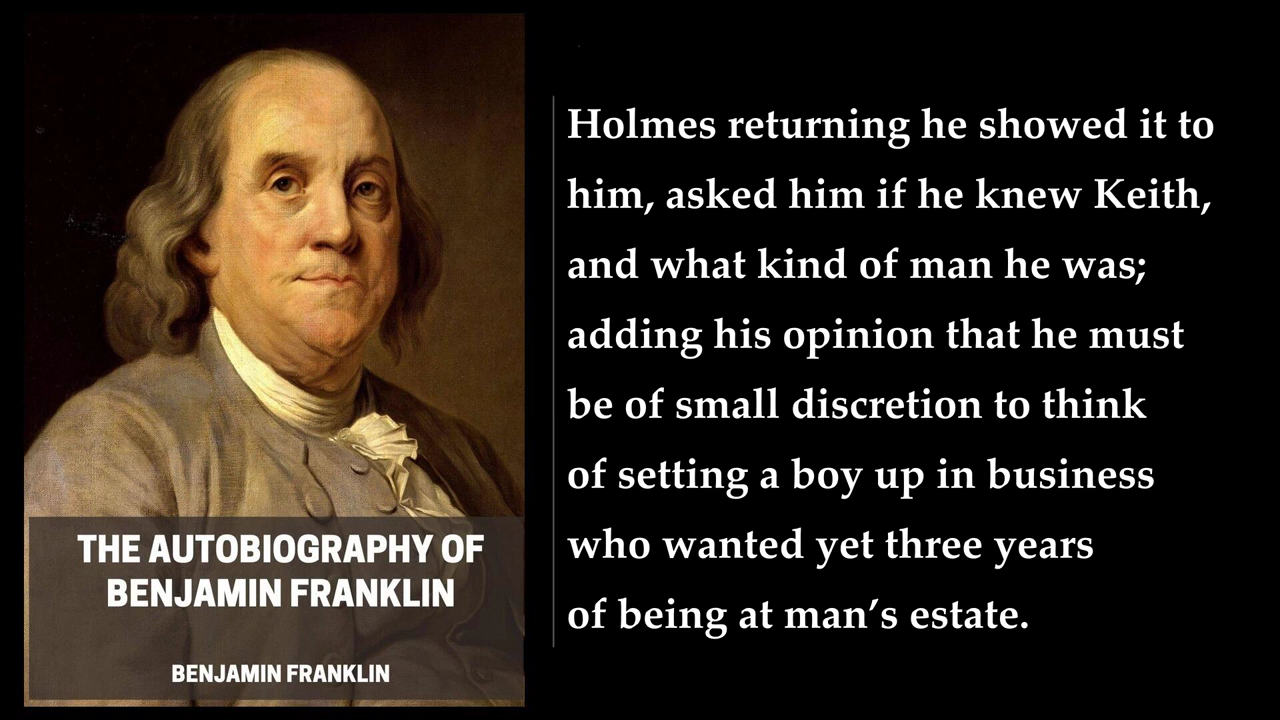 THE AUTOBIOGRAPHY OF
BENJAMIN FRANKLIN
BENJAMIN FRANKLIN
Holmes returning he showed it to
him, asked him if he knew Keith,
and what kind of man he was;
adding his opinion that he must
be of small discretion to think
of setting a boy up in business
who wanted yet three years
of being at man’s estate.